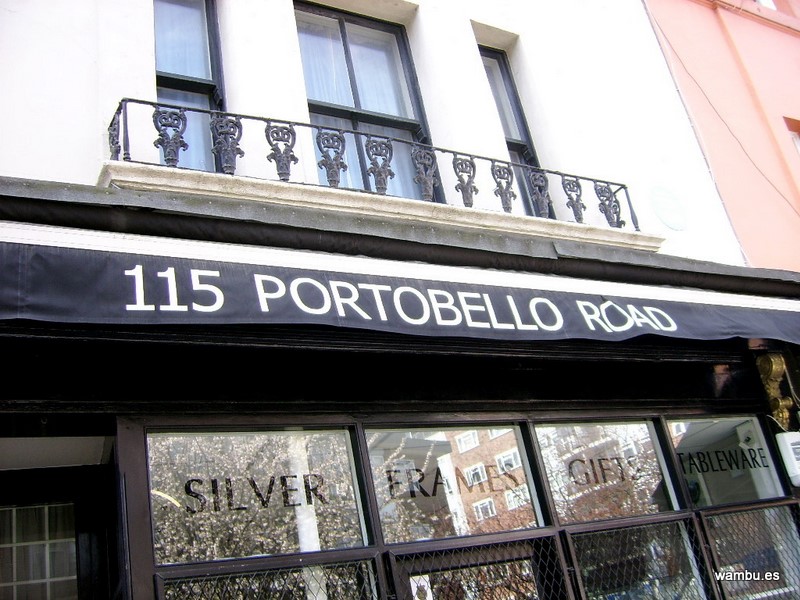 115 PORTOBELLO ROAD
SILVER FRAMES GIFTS TABLEWARE
wambu.es